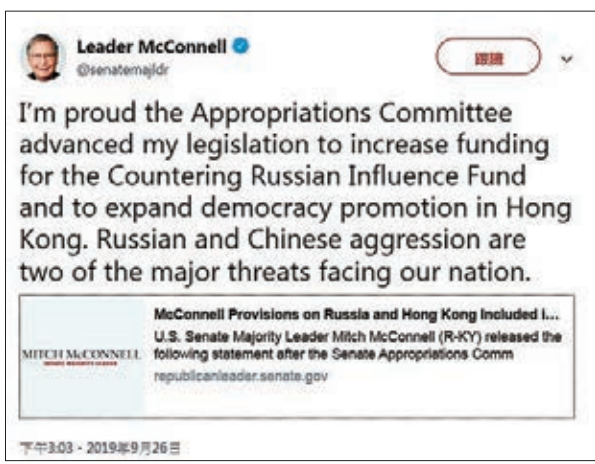 Leader McConnell
@senatemajldr
跟隨
I'm proud the Appropriations Committee
advanced my legislation to increase funding
for the Countering Russian Influence Fund
and to expand democracy promotion in Hong
Kong. Russian and Chinese aggression are
two of the major threats facing our nation.
McConnell Provisions on Russia and Hong Kong Included i...
U.S. Senate Majority Leader Mitch McConnell (R-KY) released the
following statement after the Senate Appropriations Comm
republicanleader.senate.gov
MITCH McCONNELL
下午3:03 - 2019年9月26日